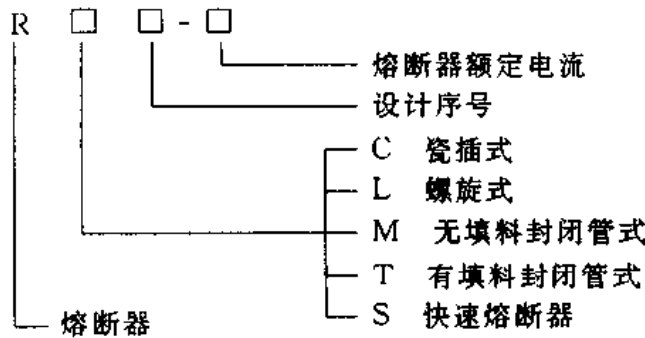 R □ □ - □
熔断器额定电流
设计序号
C 瓷插式
L 螺旋式
M 无填料封闭管式
T 有填料封闭管式
S 快速熔断器
熔断器